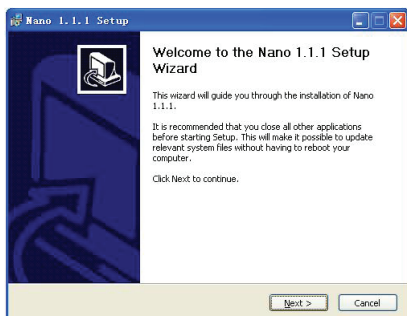 Nano 1.1.1 Setup
Welcome to the Nano 1.1.1 Setup
Wizard
This wizard will guide you through the installation of Nano
1.1.1.
It is recommended that you close all other applications
before starting Setup. This will make it possible to update
relevant system files without having to reboot your
computer.
Click Next to continue.
Next > Cancel